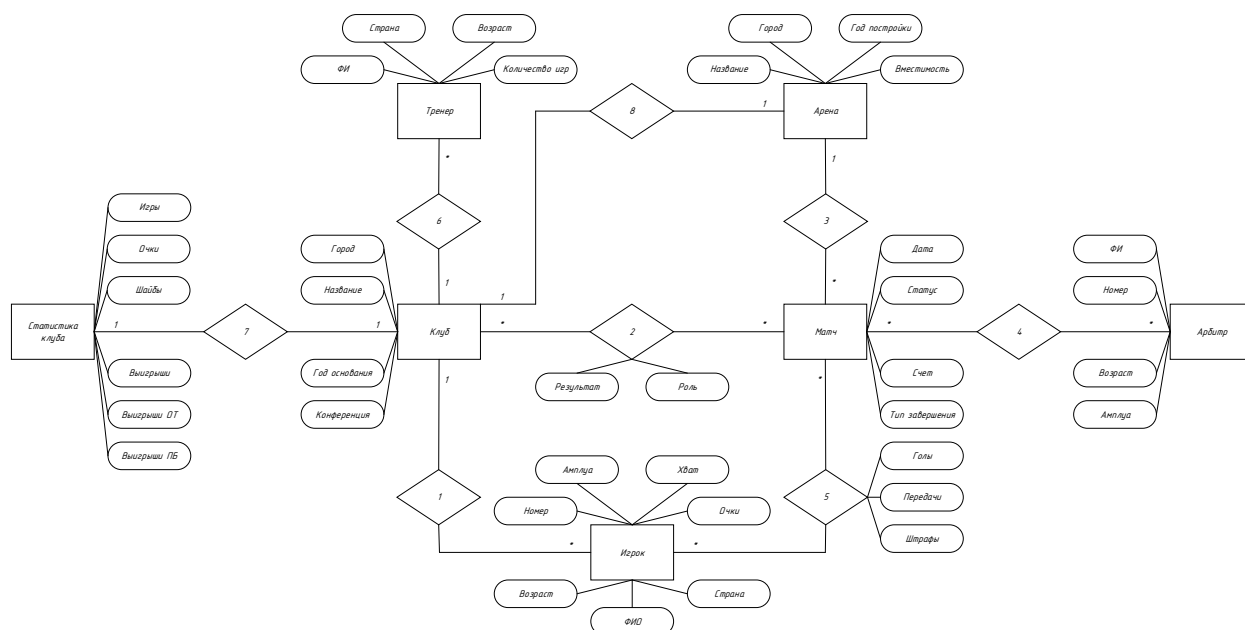 Страна
Возраст
ФИ
Количество игр
Тренер
*
6
1
Город
Год постройки
Название
Вместимость
Арена
1
8
1
1
3
*
Игры
Очки
Шайбы
Статистика
клуба
1
7
1
Выигрыши
Выигрыши ОТ
Выигрыши ПБ
Город
Название
Клуб
Год основания
Конференция
1
*
2
*
Результат
Роль
Дата
Статус
Матч
Счет
Тип завершения
*
4
*
ФИ
Номер
Арбитр
Возраст
Амплуа
1
1
*
*
5
*
Голы
Передачи
Штрафы
Амплуа
Хват
Номер
Очки
Игрок
Возраст
Страна
ФИО